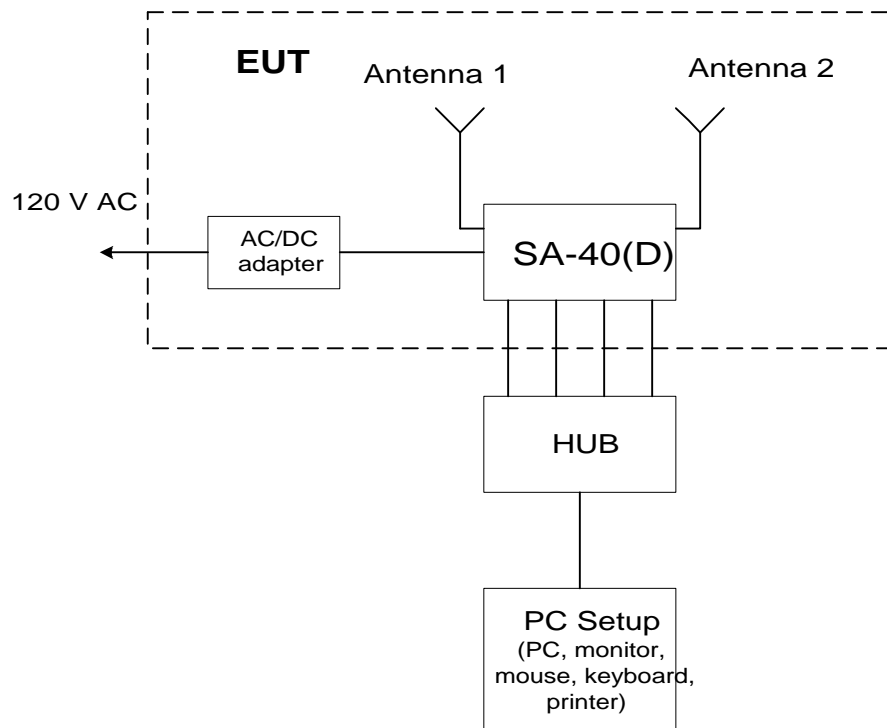 EUT
Antenna 1
Antenna 2
120 V AC
AC/DC
adapter
SA-40(D)
HUB
PC Setup
(PC, monitor,
mouse, keyboard,
printer)